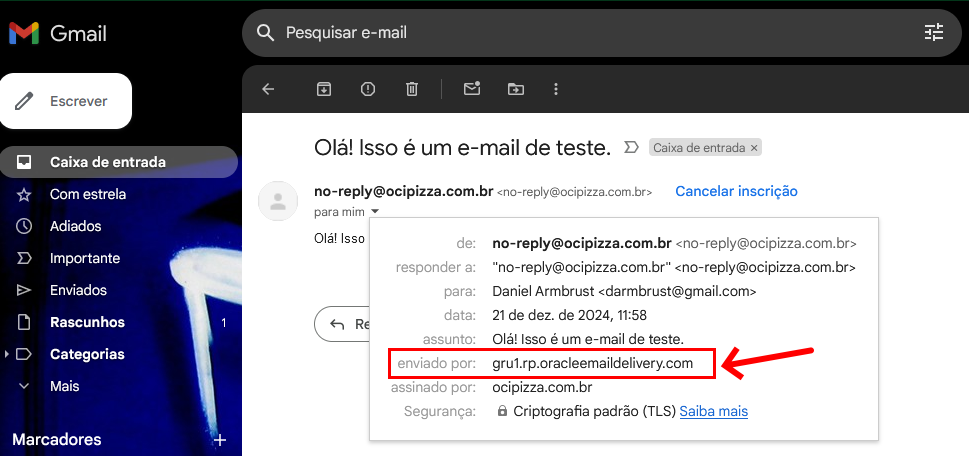 Gmail
Pesquisar e-mail
Escrever
Caixa de entrada
Com estrela
Adiados
Importante
Enviados
Rascunhos 1
Categorias
Mais
Marcadores +
Olá! Isso é um e-mail de teste. Caixa de entrada ×
no-reply@ocipizza.com.br <no-reply@ocipizza.com.br> Cancelar inscrição
para mim
Olá! Isso
Re
de: no-reply@ocipizza.com.br <no-reply@ocipizza.com.br>
responder a: "no-reply@ocipizza.com.br" <no-reply@ocipizza.com.br>
para: Daniel Armbrust <darmbrust@gmail.com>
data: 21 de dez. de 2024, 11:58
assunto: Olá! Isso é um e-mail de teste.
enviado por: gru1.rp.oracleemaildelivery.com
assinado por: ocipizza.com.br
Segurança: Criptografia padrão (TLS) Saiba mais